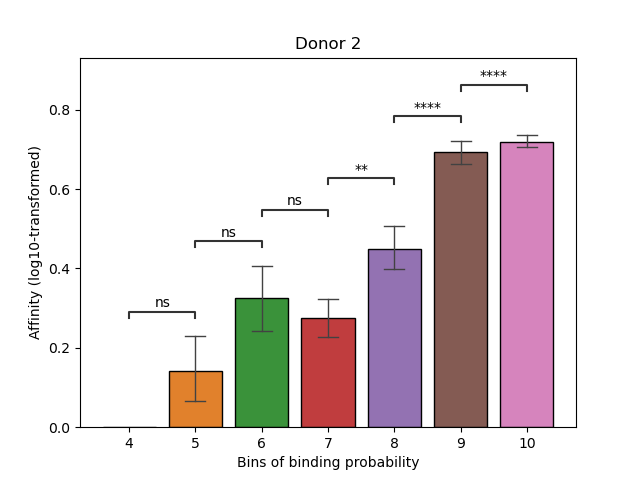 Donor 2
****
****
**
ns
ns
ns
0.8
0.6
0.4
0.2
0.0
Affinity (log10-transformed)
4 5 6 7 8 9 10
Bins of binding probability